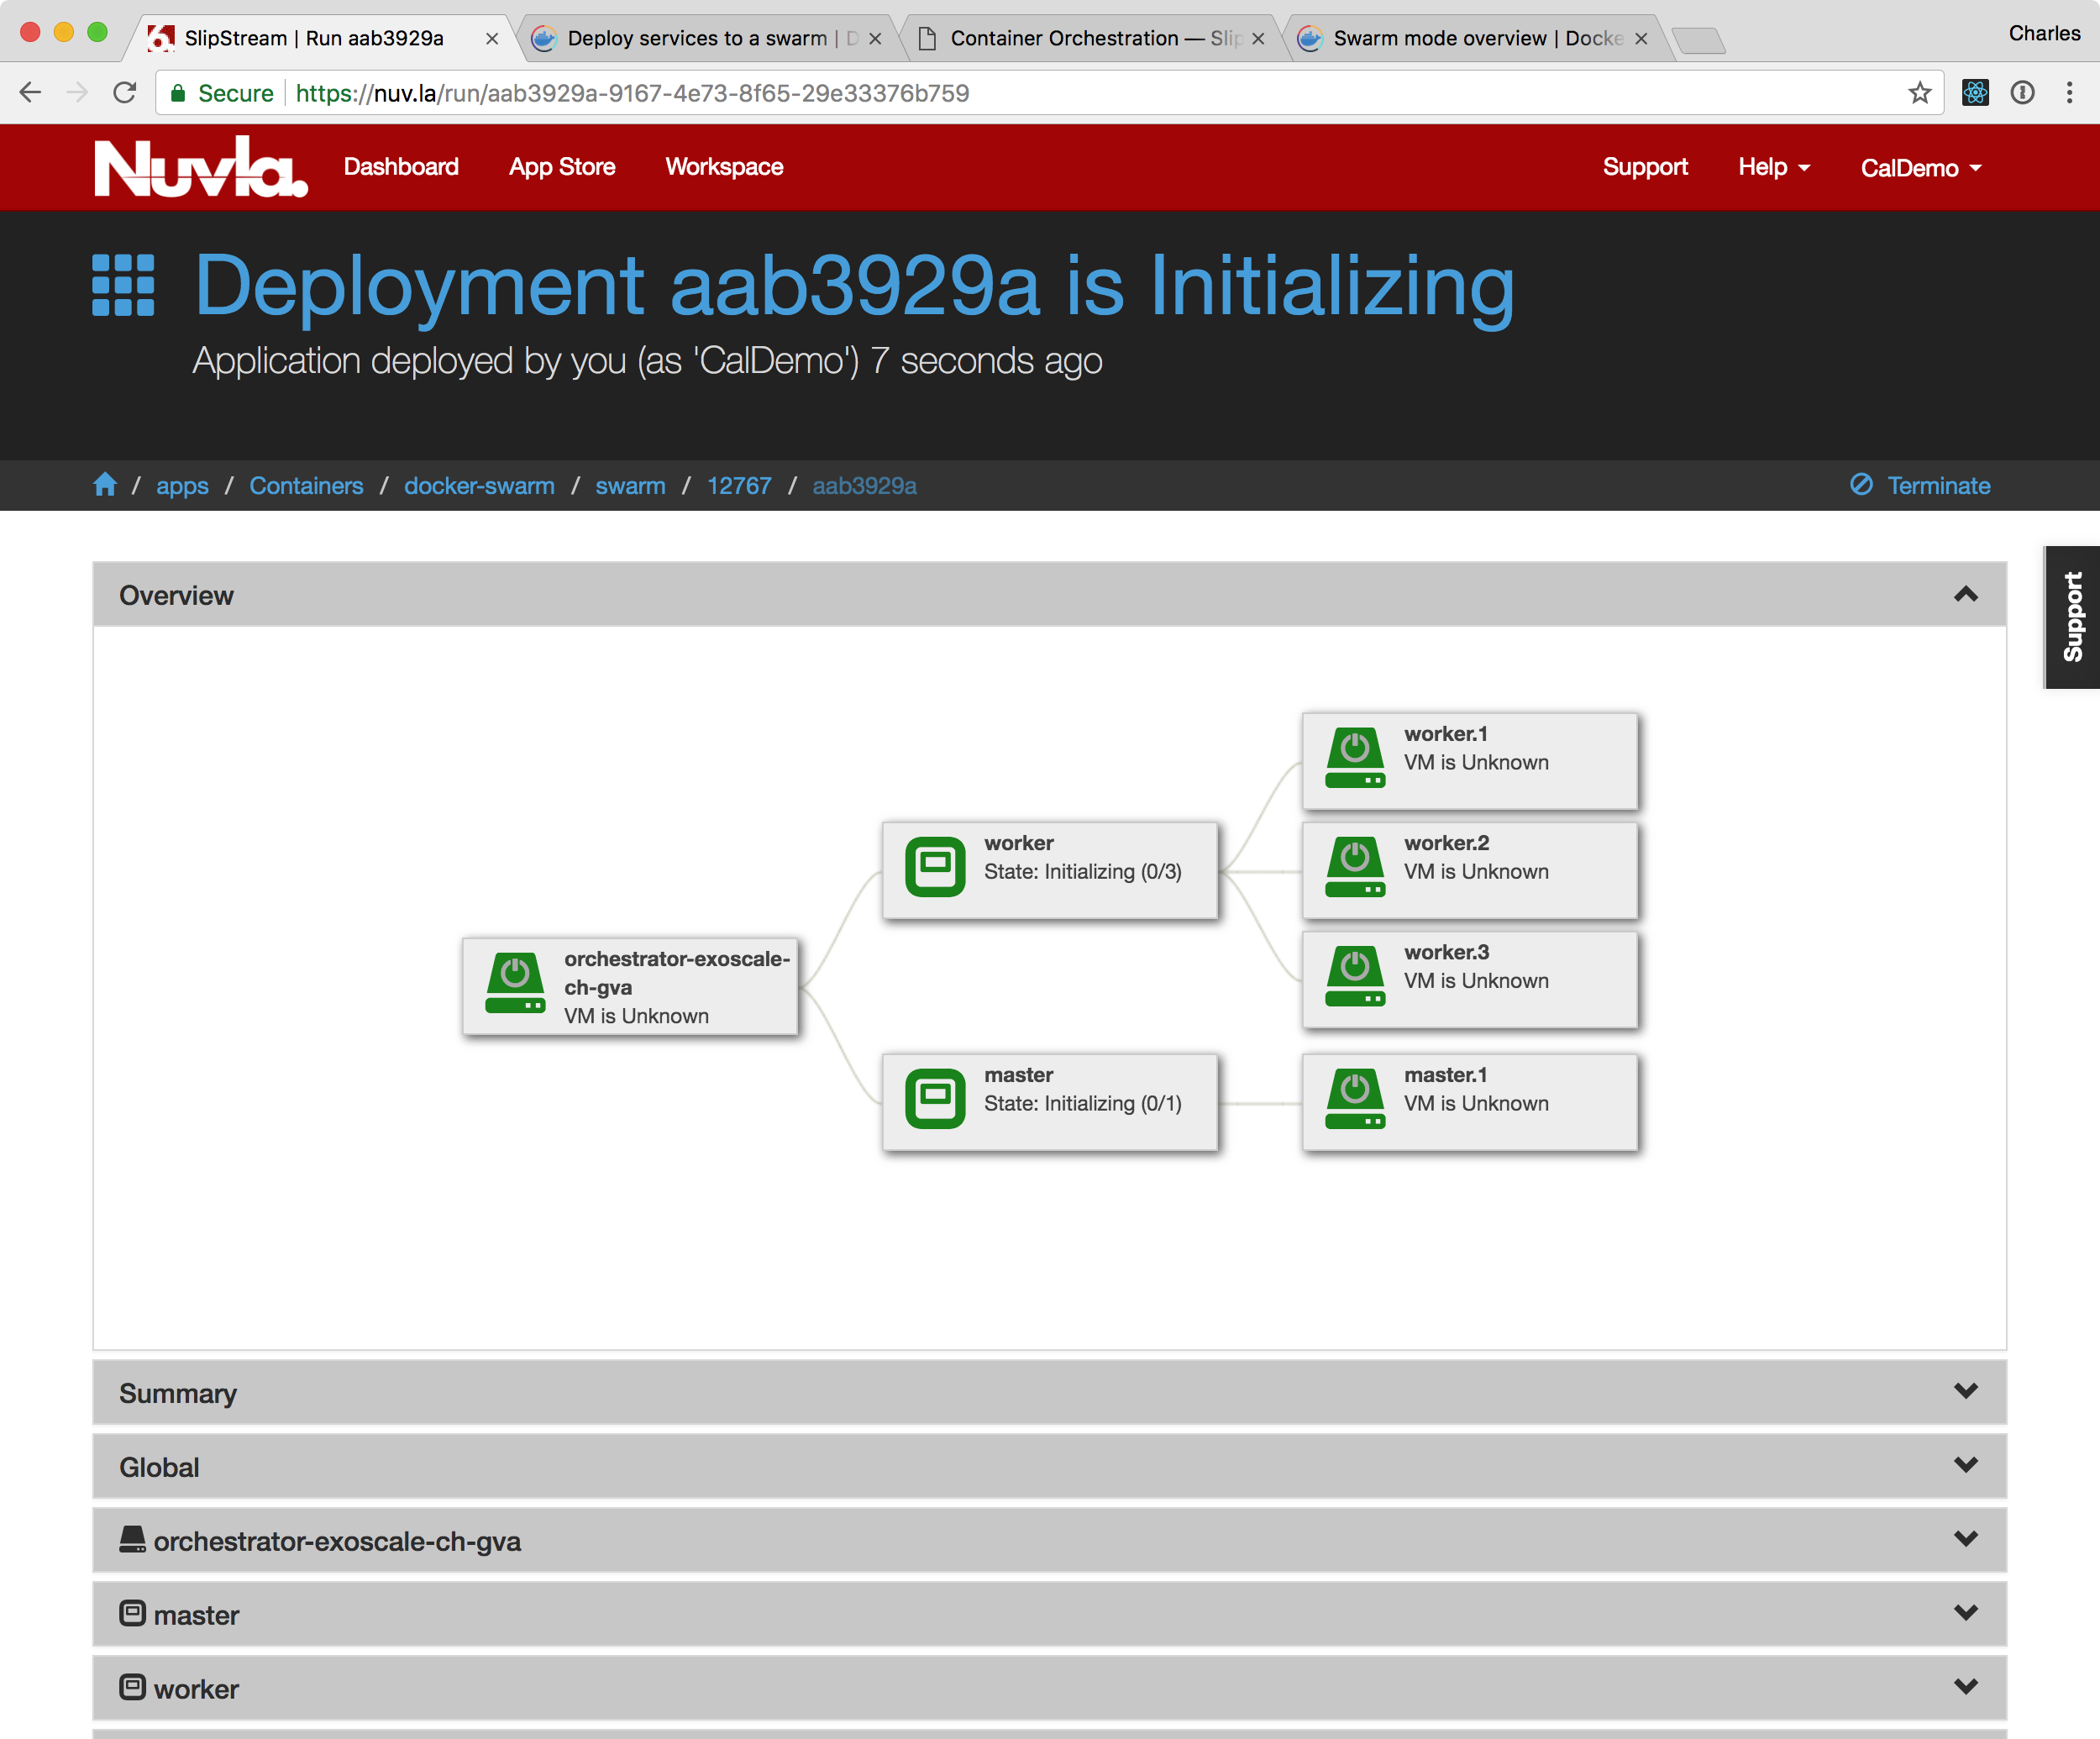 SlipStream | Run aab3929a
Deploy services to a swarm | D
Container Orchestration — Slip
Swarm mode overview | Docke
Charles
Secure
https://nuv.la/run/aab3929a-9167-4e73-8f65-29e33376b759
Nuvla.
Dashboard
App Store
Workspace
Support
Help
CalDemo
Deployment aab3929a is Initializing
Application deployed by you (as 'CalDemo') 7 seconds ago
/ apps / Containers / docker-swarm / swarm / 12767 / aab3929a
Terminate
Support
Overview
worker.1
VM is Unknown
worker
State: Initializing (0/3)
worker.2
VM is Unknown
worker.3
VM is Unknown
orchestrator-exoscale-
ch-gva
VM is Unknown
master
State: Initializing (0/1)
master.1
VM is Unknown
Summary
Global
orchestrator-exoscale-ch-gva
master
worker